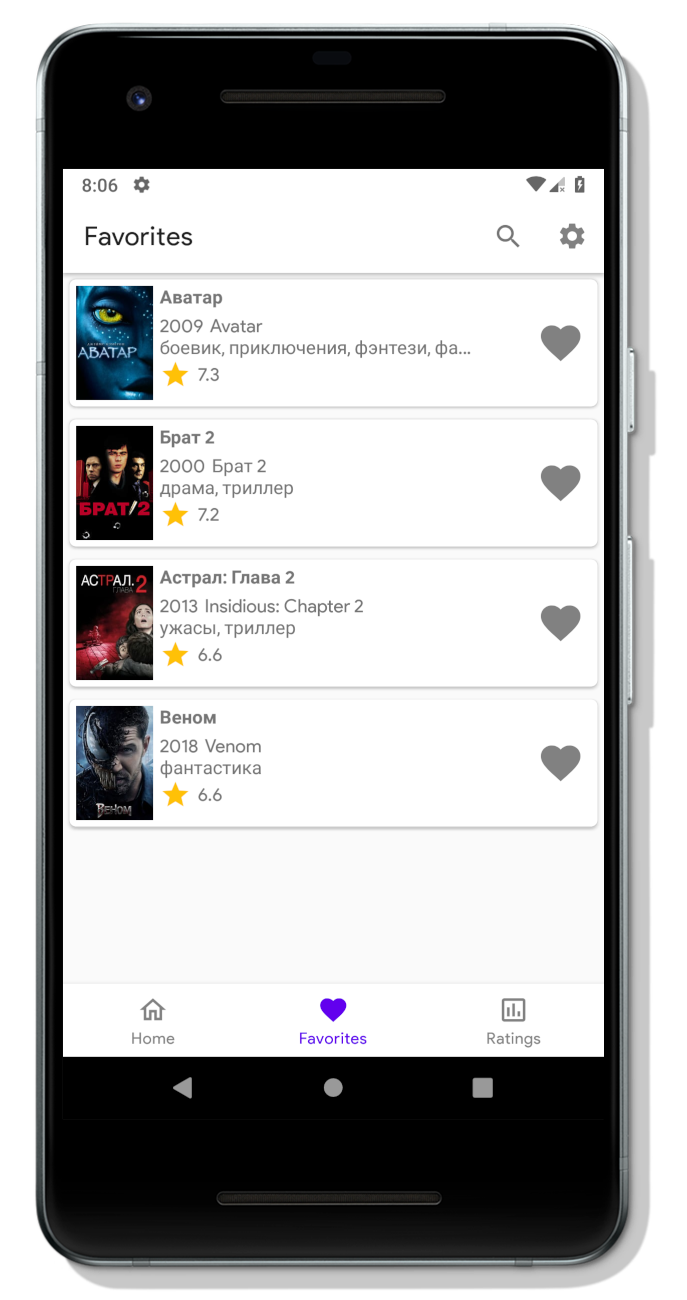 8:06
Favorites
Аватар
2009 Avatar
боевик, приключения, фэнтези, фа...
7.3
АВАТАР
Брат 2
2000 Брат 2
драма, триллер
7.2
БРАТ/2
Астрал: Глава 2
2013 Insidious: Chapter 2
ужасы, триллер
6.6
АСТРАЛ. 2
ГЛАВА
Веном
2018 Venom
фантастика
6.6
ВЕНОМ
Home
Favorites
Ratings